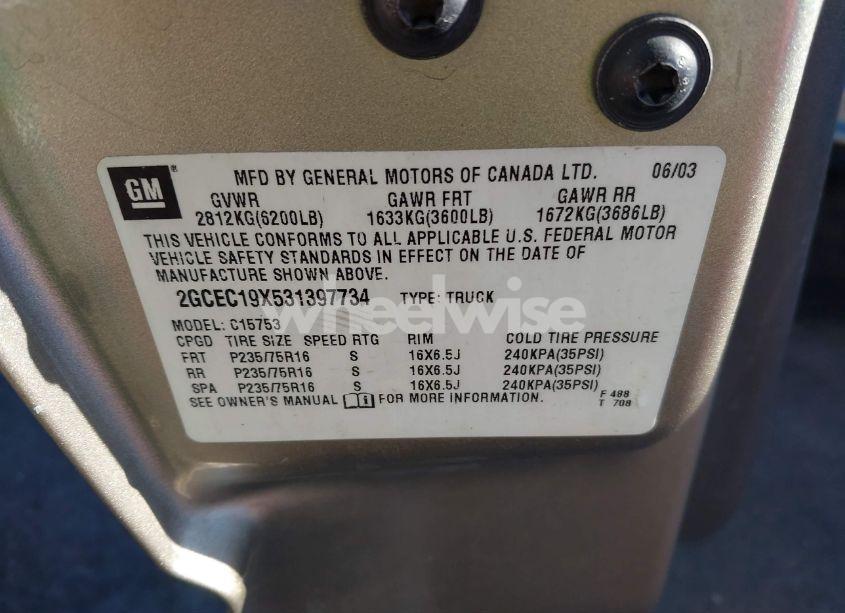 GM ® MFD BY GENERAL MOTORS OF CANADA LTD. 06/03
GVWR GAWR FRT GAWR RR
2812KG(6200LB) 1633KG(3600LB) 1672KG(3686LB)
THIS VEHICLE CONFORMS TO ALL APPLICABLE U.S. FEDERAL MOTOR
VEHICLE SAFETY STANDARDS IN EFFECT ON THE DATE OF
MANUFACTURE SHOWN ABOVE.
2GCEC19X531397734 TYPE: TRUCK
wheelwise
MODEL: C15753
CPGD TIRE SIZE SPEED RTG RIM COLD TIRE PRESSURE
FRT P235/75R16 S 16X6.5J 240KPA(35PSI)
RR P235/75R16 S 16X6.5J 240KPA(35PSI)
SPA P235/75R16 S 16X6.5J 240KPA(35PSI)
SEE OWNER'S MANUAL FOR MORE INFORMATION. F 488
T 708